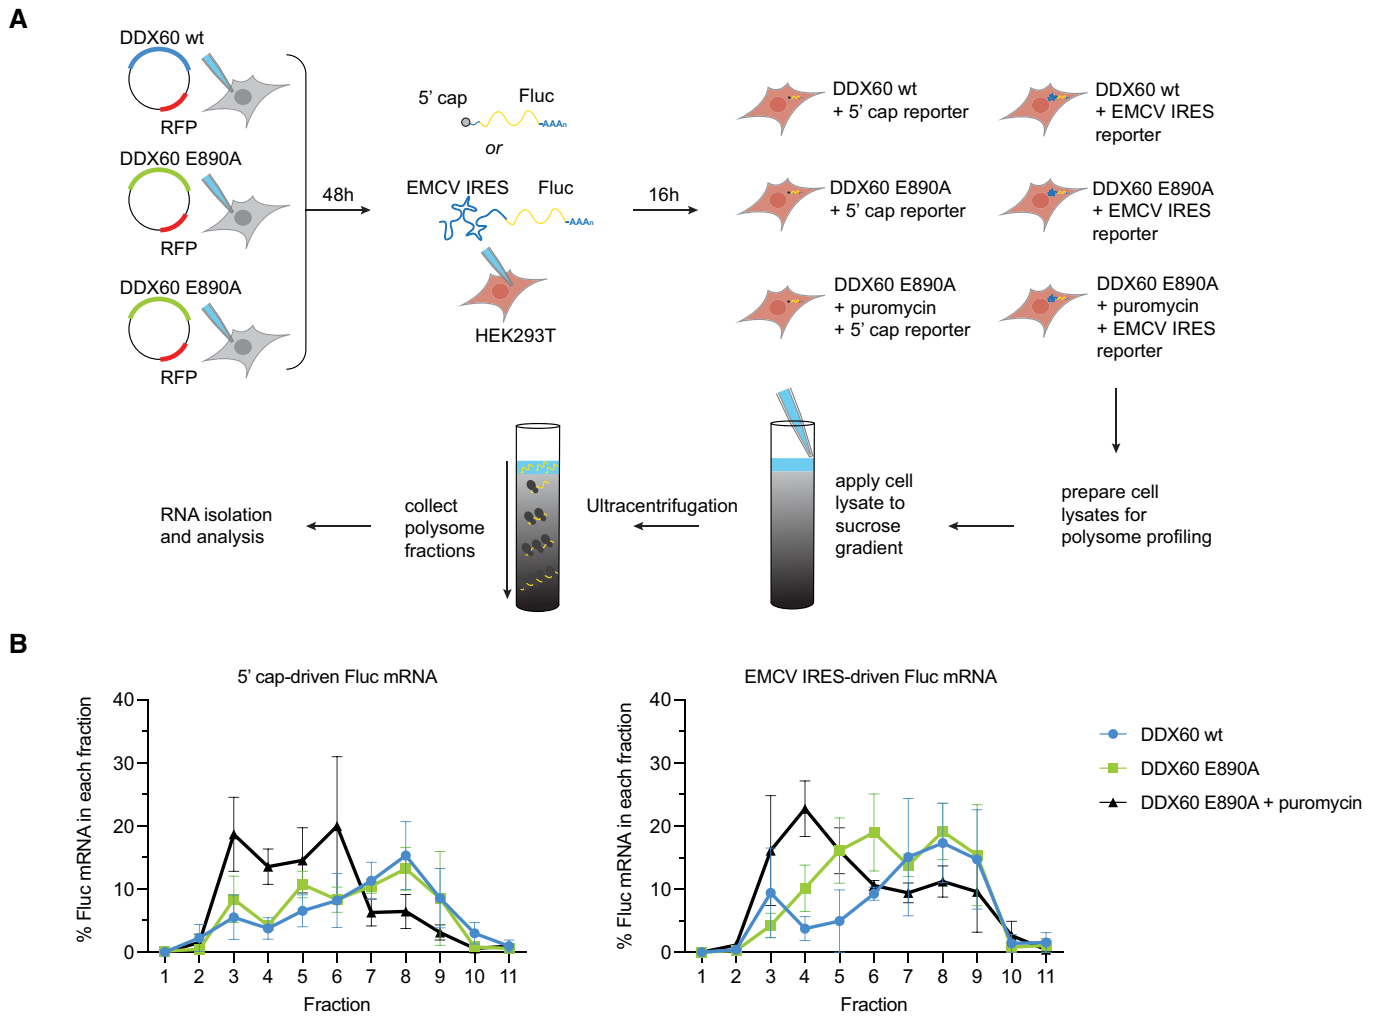 A
DDX60 wt
RFP
DDX60 E890A
RFP
DDX60 E890A
RFP
48h
5’ cap
Fluc
AAAn
or
EMCV IRES
Fluc
AAAn
HEK293T
16h
DDX60 wt
+ 5’ cap reporter
DDX60 wt
+ EMCV IRES
reporter
DDX60 E890A
+ 5’ cap reporter
DDX60 E890A
+ EMCV IRES
reporter
DDX60 E890A
+ puromycin
+ 5’ cap reporter
DDX60 E890A
+ puromycin
+ EMCV IRES
reporter
prepare cell
lysates for
polysome profiling
apply cell
lysate to
sucrose
gradient
Ultracentrifugation
collect
polysome
fractions
RNA isolation
and analysis
B
5’ cap-driven Fluc mRNA
% Fluc mRNA in each fraction
40
30
20
10
0
1 2 3 4 5 6 7 8 9 10 11
Fraction
EMCV IRES-driven Fluc mRNA
% Fluc mRNA in each fraction
40
30
20
10
0
1 2 3 4 5 6 7 8 9 10 11
Fraction
DDX60 wt
DDX60 E890A
DDX60 E890A + puromycin